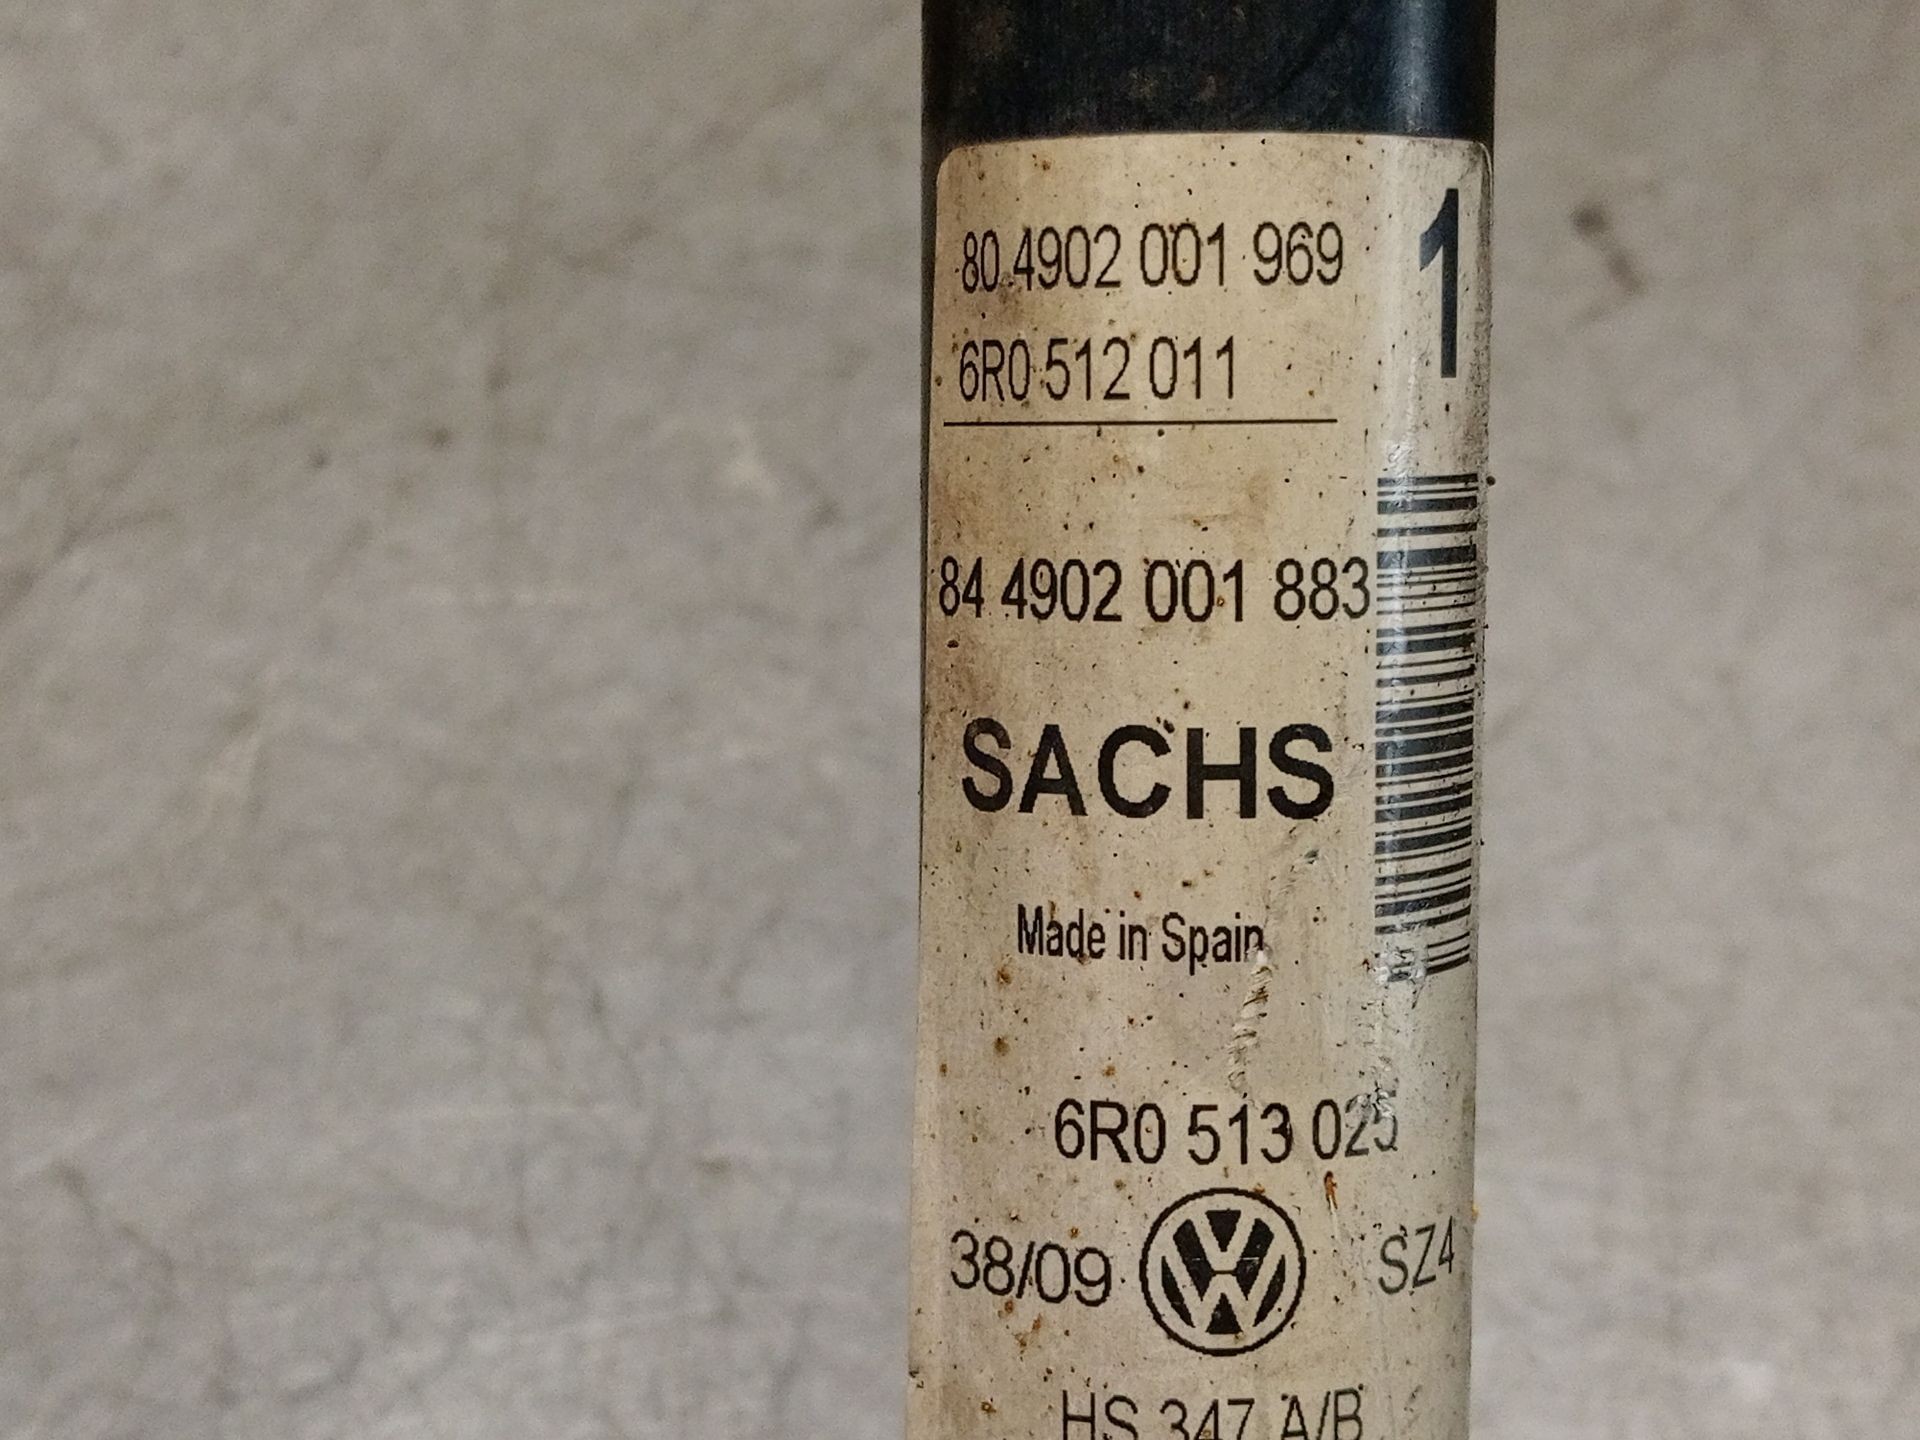 80 4902 001 969
1
6R0 512 011
84 4902 001 883
SACHS
Made in Spain
6R0 513 025
38/09 SZ4
HS 347 A/B